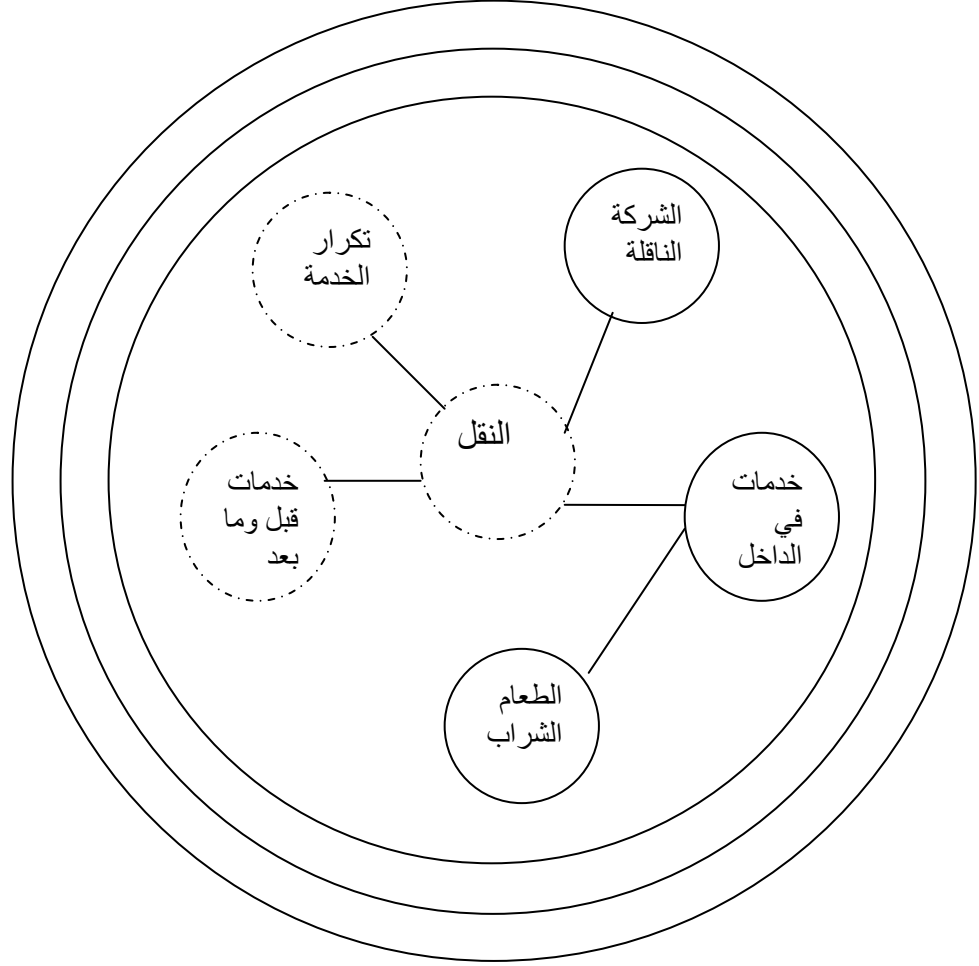 الشركة
الناقلة
تكرار
الخدمة
النقل
خدمات
في
الداخل
خدمات
قبل وما
بعد
الطعام
الشراب